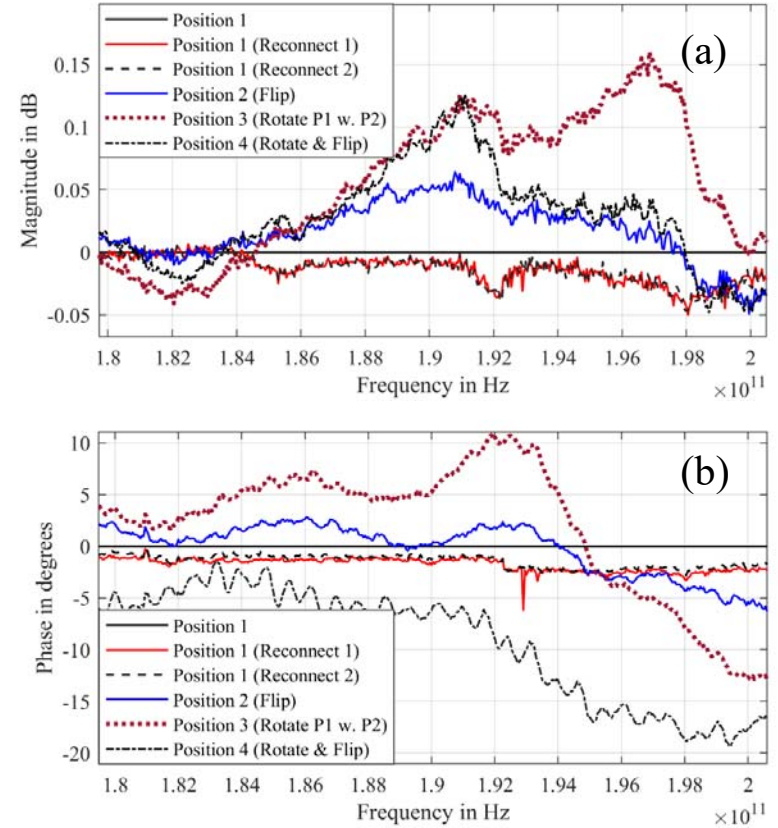 (a)
Position 1
Position 1 (Reconnect 1)
Position 1 (Reconnect 2)
Position 2 (Flip)
Position 3 (Rotate P1 w. P2)
Position 4 (Rotate & Flip)
Magnitude in dB
0.15
0.1
0.05
0
-0.05
1.8 1.82 1.84 1.86 1.88 1.9 1.91 1.92 1.94 1.96 1.98 2
Frequency in Hz
×10¹¹
(b)
Phase in degrees
10
5
0
-5
-10
-15
-20
Position 1
Position 1 (Reconnect 1)
Position 1 (Reconnect 2)
Position 2 (Flip)
Position 3 (Rotate P1 w. P2)
Position 4 (Rotate & Flip)
1.8 1.82 1.84 1.86 1.88 1.9 1.91 1.92 1.94 1.96 1.98 2
Frequency in Hz
×10¹¹